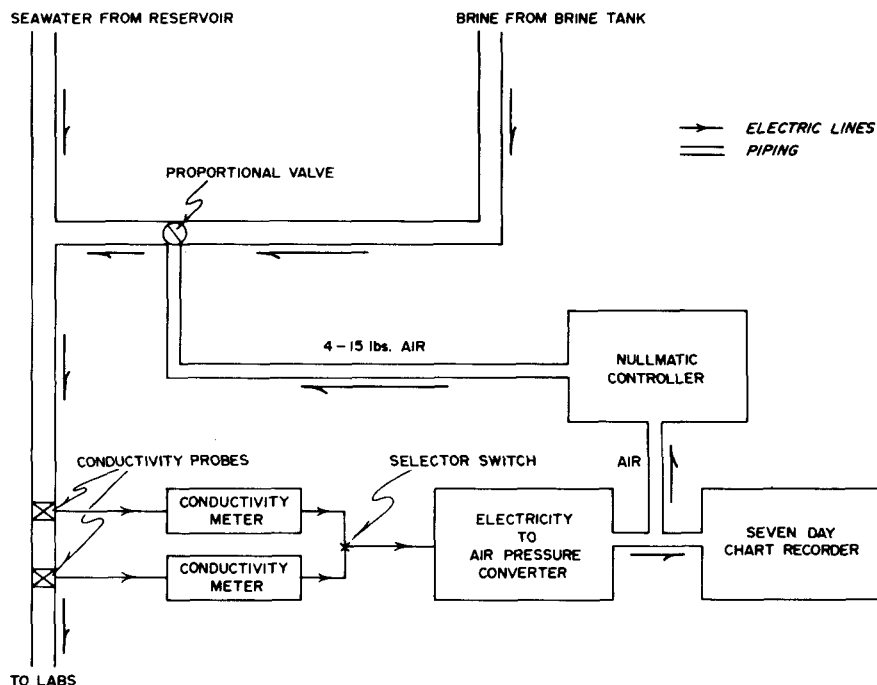 SEAWATER FROM RESERVOIR
BRINE FROM BRINE TANK
ELECTRIC LINES
PIPING
PROPORTIONAL VALVE
4-15 lbs. AIR
NULLMATIC
CONTROLLER
CONDUCTIVITY PROBES
SELECTOR SWITCH
AIR
CONDUCTIVITY
METER
CONDUCTIVITY
METER
ELECTRICITY
TO
AIR PRESSURE
CONVERTER
SEVEN DAY
CHART RECORDER
TO LABS